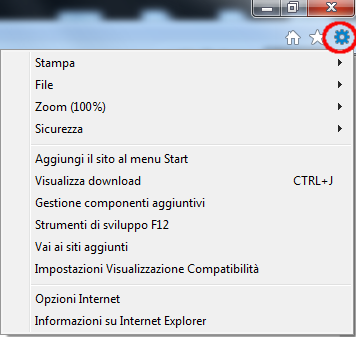 Stampa
File
Zoom (100%)
Sicurezza
Aggiungi il sito al menu Start
Visualizza download CTRL+J
Gestione componenti aggiuntivi
Strumenti di sviluppo F12
Vai ai siti aggiunti
Impostazioni Visualizzazione Compatibilità
Opzioni Internet
Informazioni su Internet Explorer